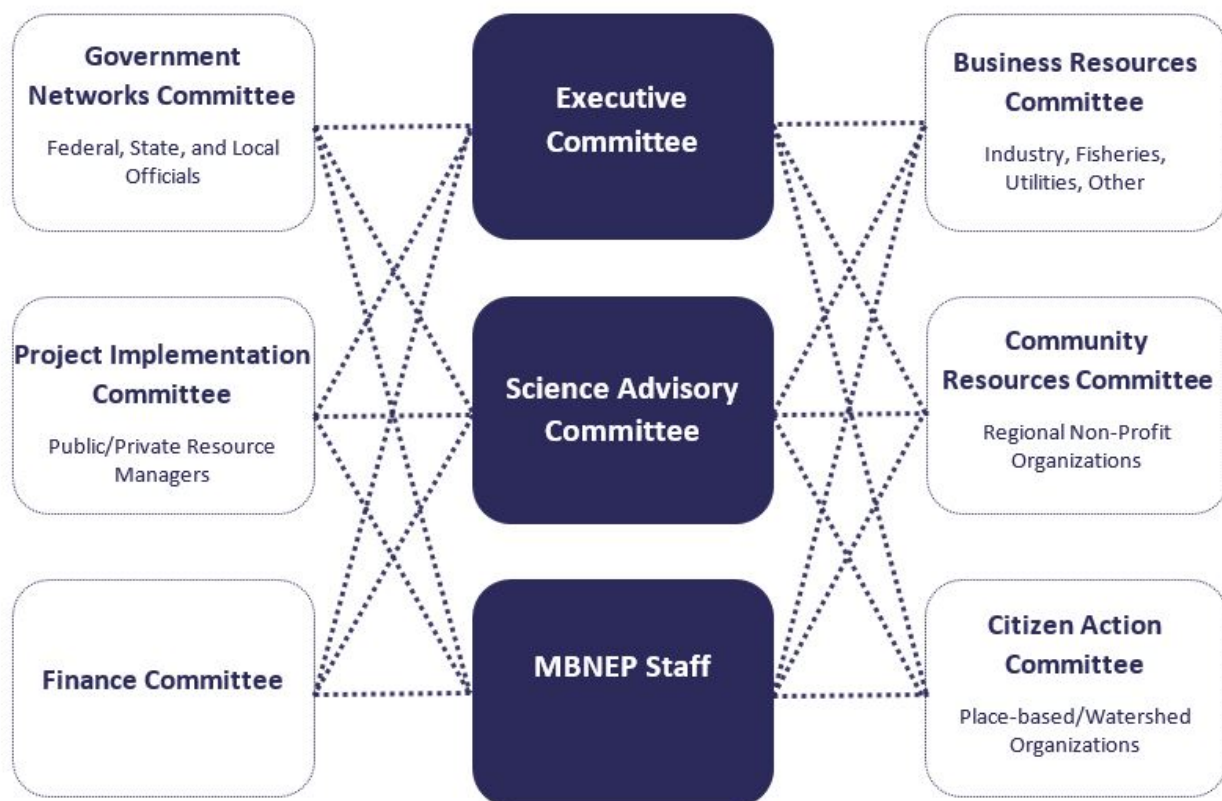 Government
Networks Committee
Federal, State, and Local
Officials
Executive
Committee
Business Resources
Committee
Industry, Fisheries,
Utilities, Other
Project Implementation
Committee
Public/Private Resource
Managers
Science Advisory
Committee
Community
Resources Committee
Regional Non-Profit
Organizations
Finance Committee
MBNEP Staff
Citizen Action
Committee
Place-based/Watershed
Organizations